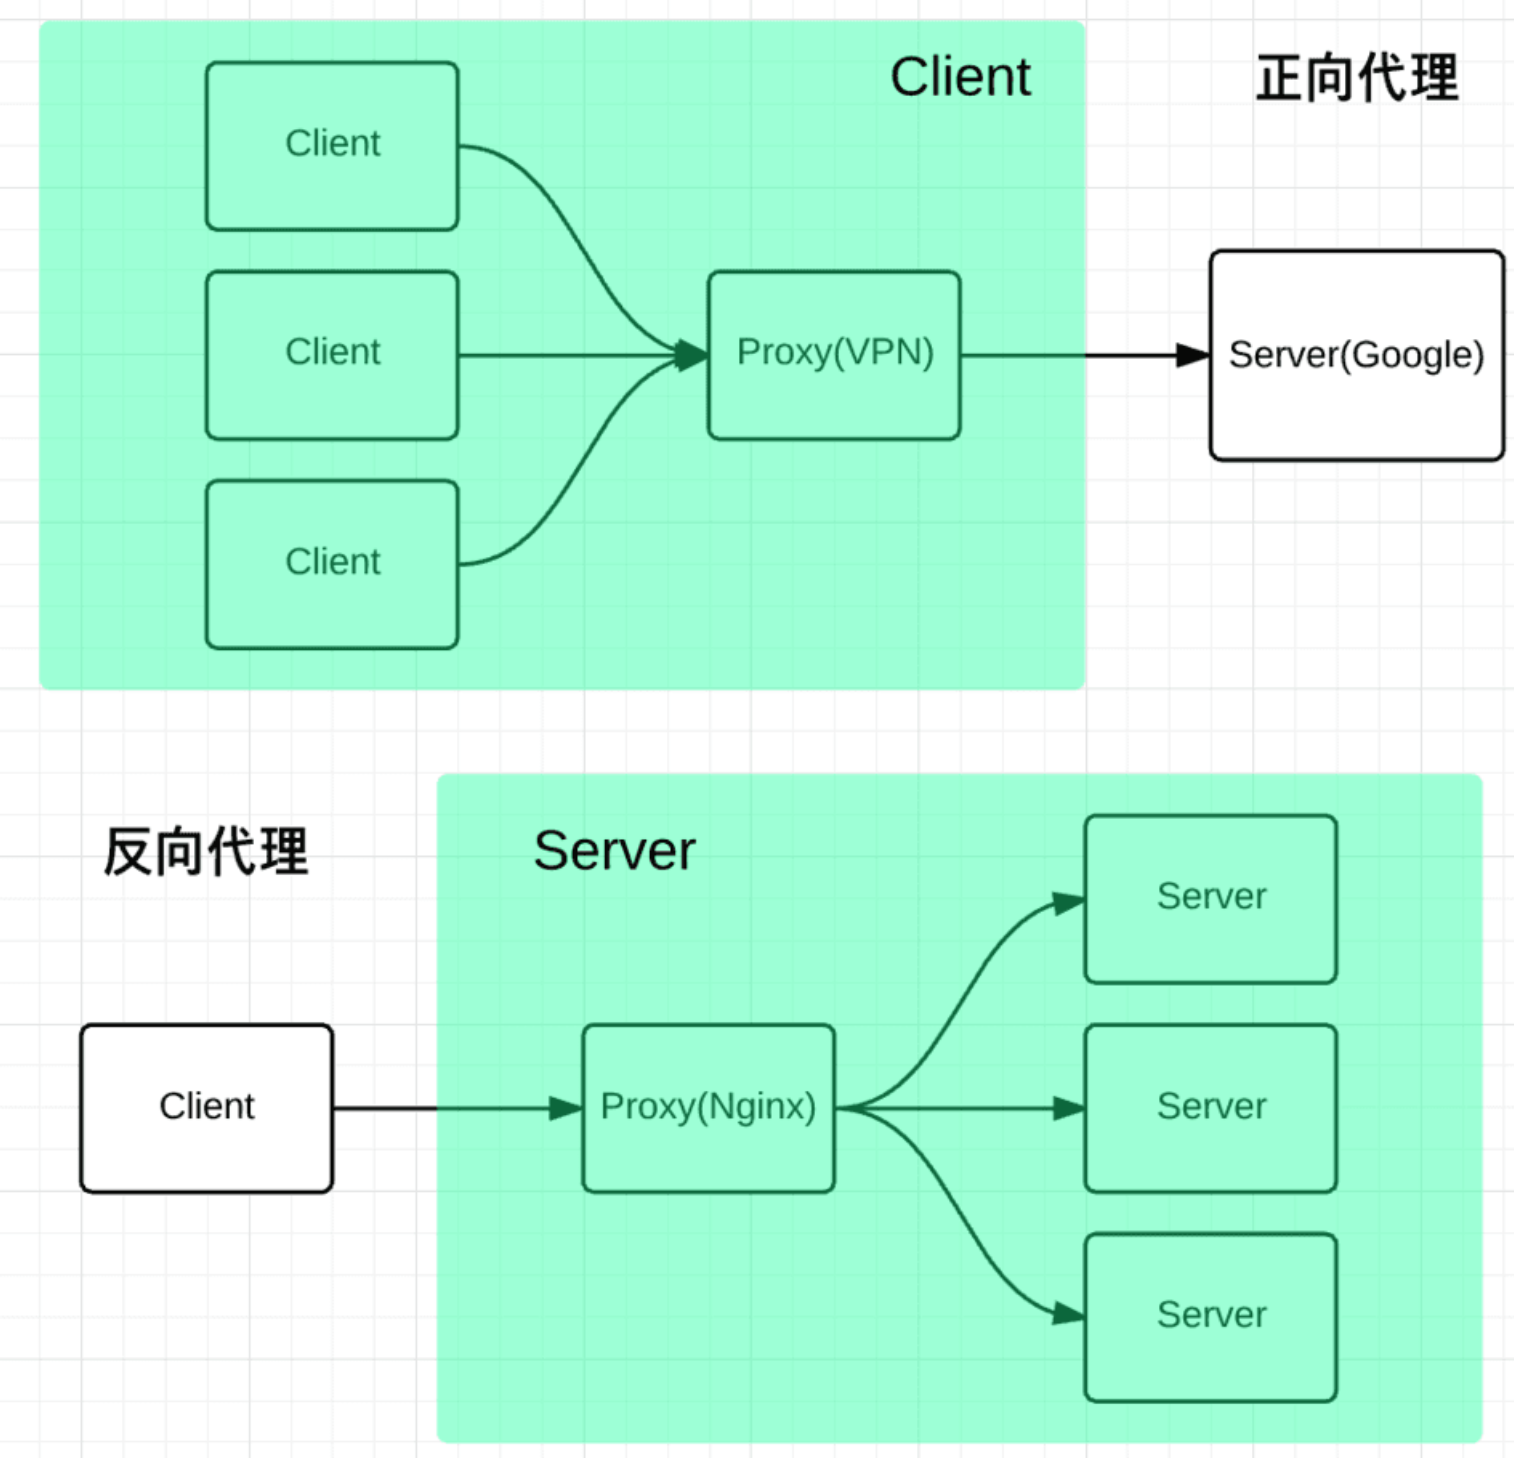 Client
正向代理
Client
Client
Proxy(VPN)
Server(Google)
Client
反向代理
Server
Server
Client
Proxy(Nginx)
Server
Server